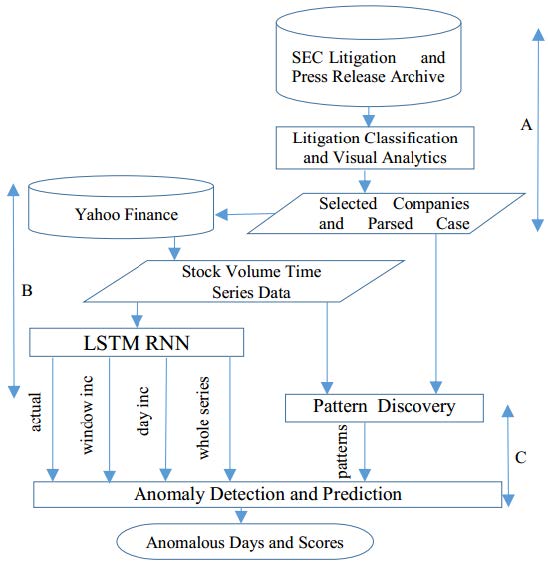 SEC Litigation and
Press Release Archive
A
Litigation Classification
and Visual Analytics
Selected Companies
and Parsed Case
Yahoo Finance
Stock Volume Time
Series Data
B
LSTM RNN
actual
window inc
day inc
whole series
Pattern Discovery
patterns
C
Anomaly Detection and Prediction
Anomalous Days and Scores